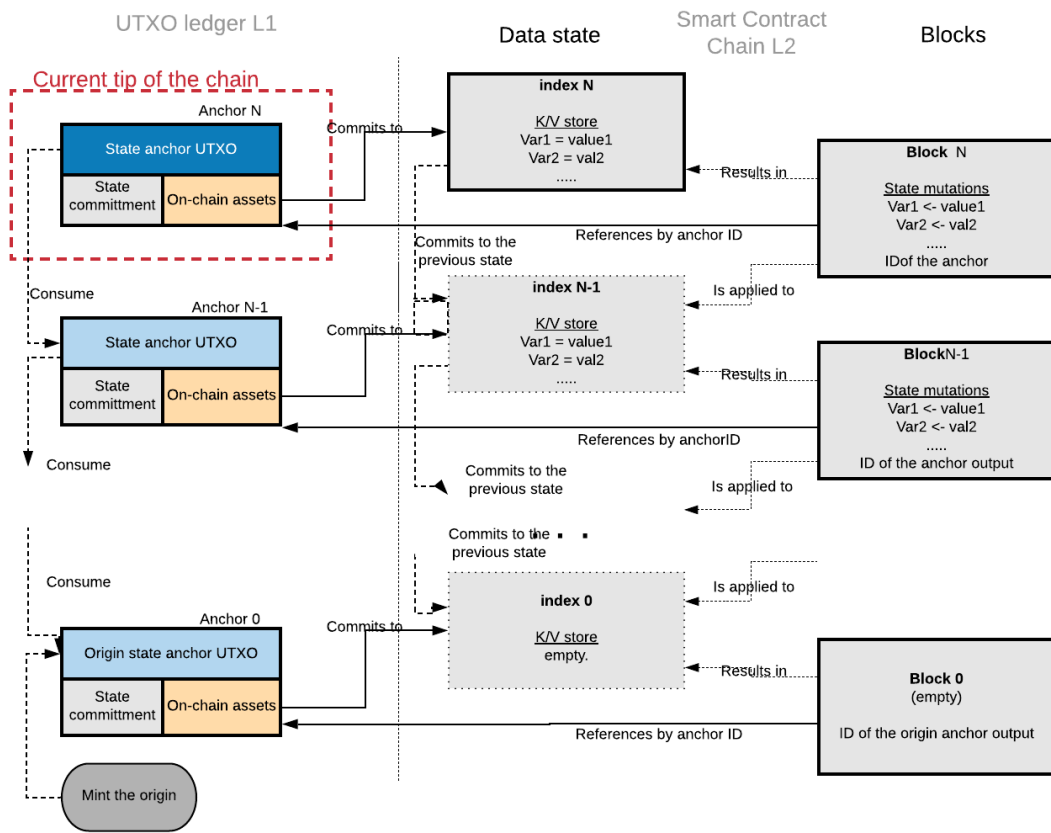 UTXO ledger L1
Data state
Smart Contract
Chain L2
Blocks
Current tip of the chain
Anchor N
State anchor UTXO
State
committment
On-chain assets
Commits to
index N
K/V store
Var1 = value1
Var2 = val2
.....
Results in
Block N
State mutations
Var1 <- value1
Var2 <- val2
.....
IDof the anchor
References by anchor ID
Commits to the
previous state
Is applied to
Consume
Anchor N-1
State anchor UTXO
State
committment
On-chain assets
Commits to
index N-1
K/V store
Var1 = value1
Var2 = val2
.....
Results in
BlockN-1
State mutations
Var1 <- value1
Var2 <- val2
.....
ID of the anchor output
References by anchorID
Consume
Commits to the
previous state
Is applied to
Commits to the
previous state
. . .
Consume
Is applied to
Anchor 0
Origin state anchor UTXO
State
committment
On-chain assets
Commits to
index 0
K/V store
empty.
Results in
Block 0
(empty)
ID of the origin anchor output
References by anchor ID
Mint the origin